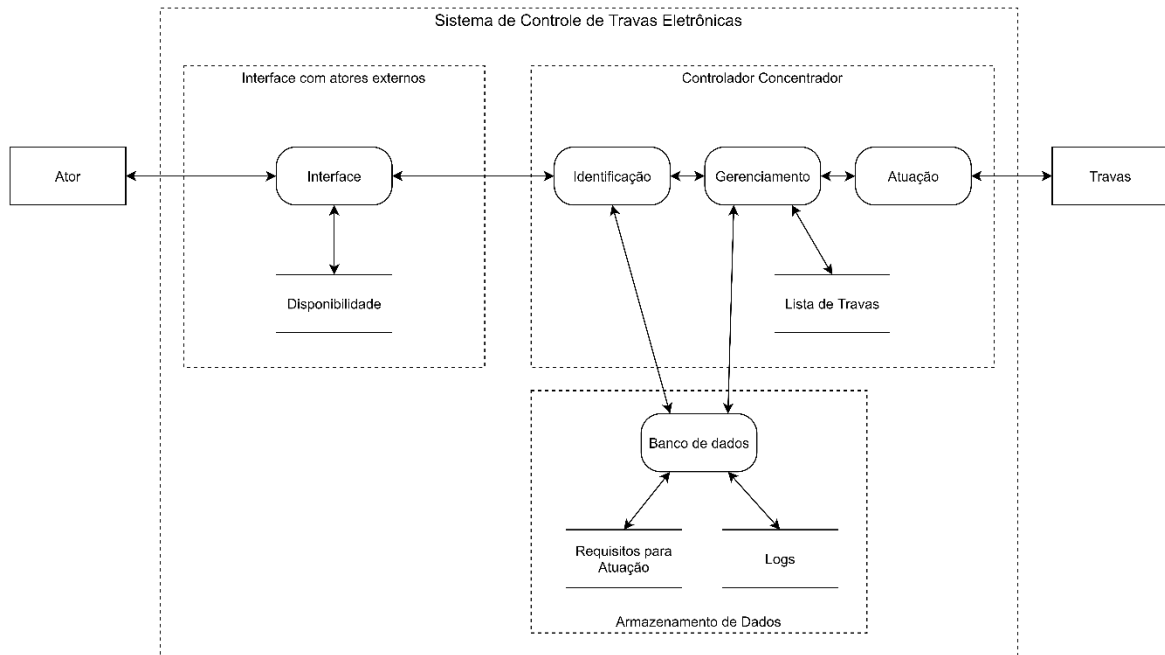 Sistema de Controle de Travas Eletrônicas
Interface com atores externos
Controlador Concentrador
Ator
Interface
Identificação
Gerenciamento
Atuação
Travas
Disponibilidade
Lista de Travas
Banco de dados
Requisitos para
Atuação
Logs
Armazenamento de Dados